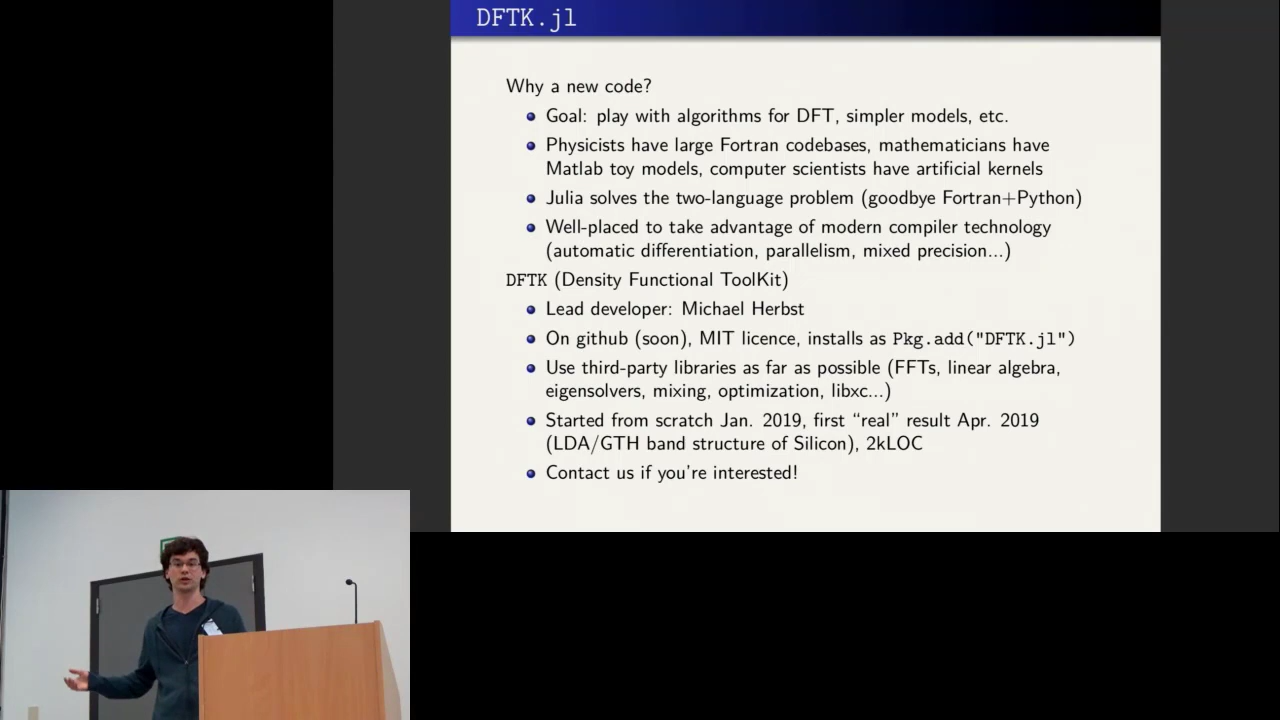 DFTK.jl
Why a new code?
Goal: play with algorithms for DFT, simpler models, etc.
Physicists have large Fortran codebases, mathematicians have
Matlab toy models, computer scientists have artificial kernels
Julia solves the two-language problem (goodbye Fortran+Python)
Well-placed to take advantage of modern compiler technology
(automatic differentiation, parallelism, mixed precision...)
DFTK (Density Functional ToolKit)
Lead developer: Michael Herbst
On github (soon), MIT licence, installs as Pkg.add("DFTK.jl")
Use third-party libraries as far as possible (FFTs, linear algebra,
eigensolvers, mixing, optimization, libxc...)
Started from scratch Jan. 2019, first “real” result Apr. 2019
(LDA/GTH band structure of Silicon), 2kLOC
Contact us if you're interested!